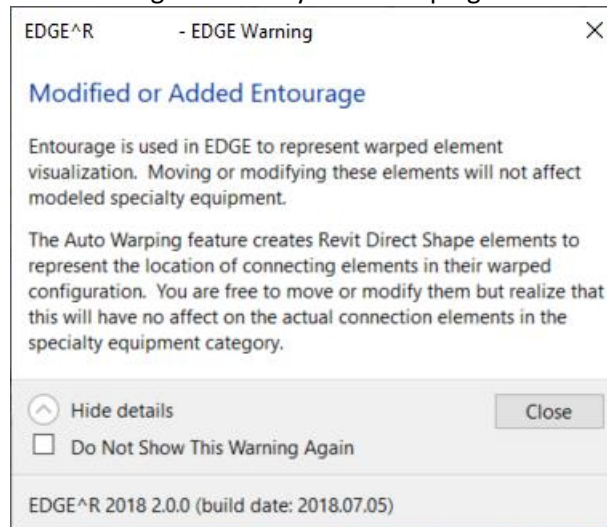 EDGE^R - EDGE Warning
Modified or Added Entourage
Entourage is used in EDGE to represent warped element
visualization. Moving or modifying these elements will not affect
modeled specialty equipment.
The Auto Warping feature creates Revit Direct Shape elements to
represent the location of connecting elements in their warped
configuration. You are free to move or modify them but realize that
this will have no affect on the actual connection elements in the
specialty equipment category.
Hide details
Close
Do Not Show This Warning Again
EDGE^R 2018 2.0.0 (build date: 2018.07.05)